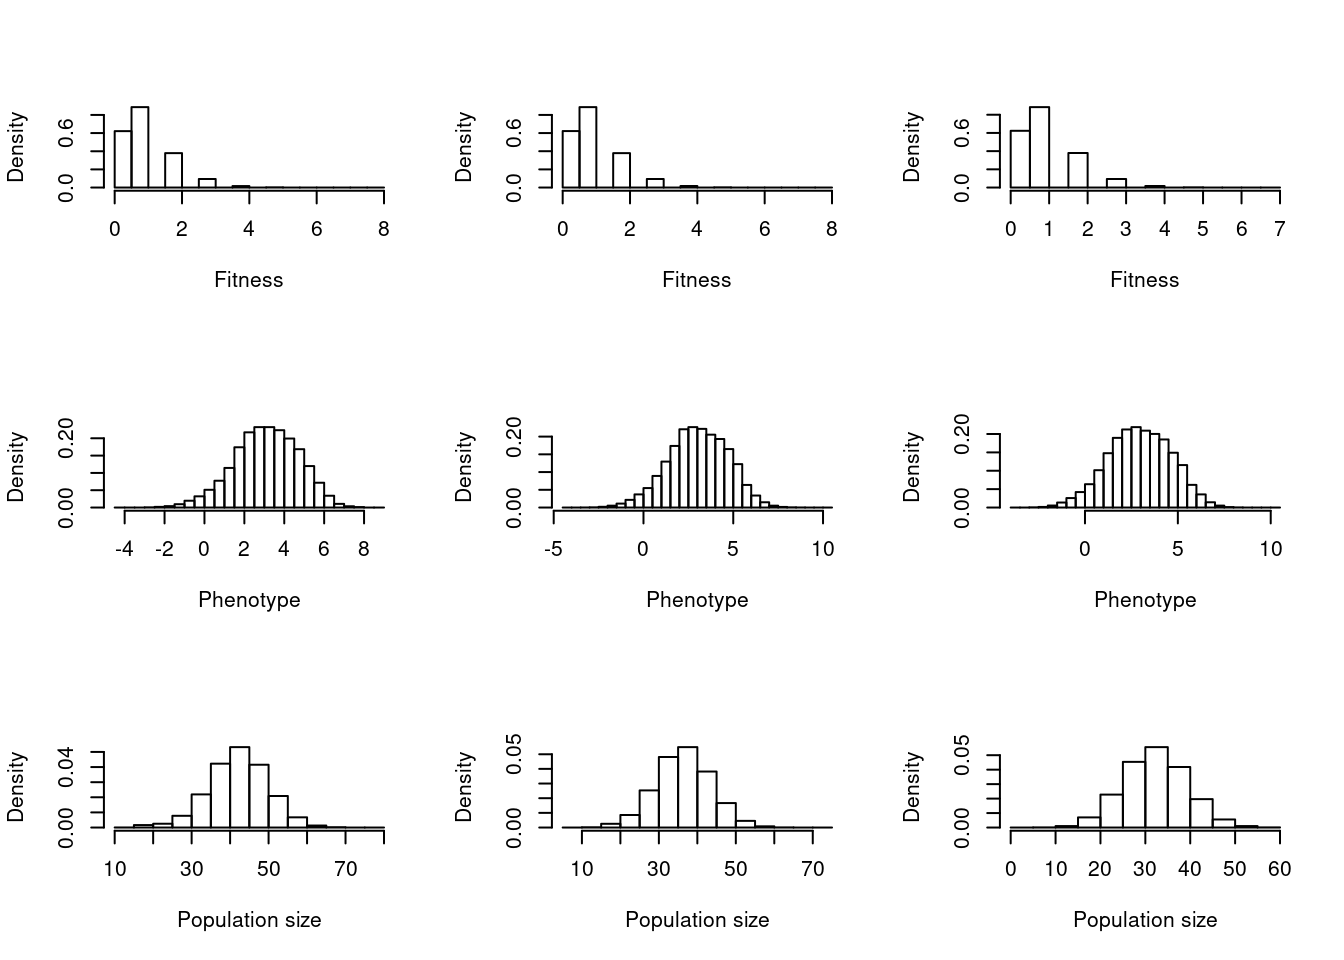 Density
0.0 0.6
0 2 4 6 8
Fitness
Density
0.0 0.6
0 2 4 6 8
Fitness
Density
0.0 0.6
0 1 2 3 4 5 6 7
Fitness
Density
0.00 0.20
-4 -2 0 2 4 6 8
Phenotype
Density
0.00 0.20
-5 0 5 10
Phenotype
Density
0.00 0.20
0 5 10
Phenotype
Density
0.00 0.04
10 30 50 70
Population size
Density
0.00 0.05
10 30 50 70
Population size
Density
0.00 0.05
0 10 20 30 40 50 60
Population size